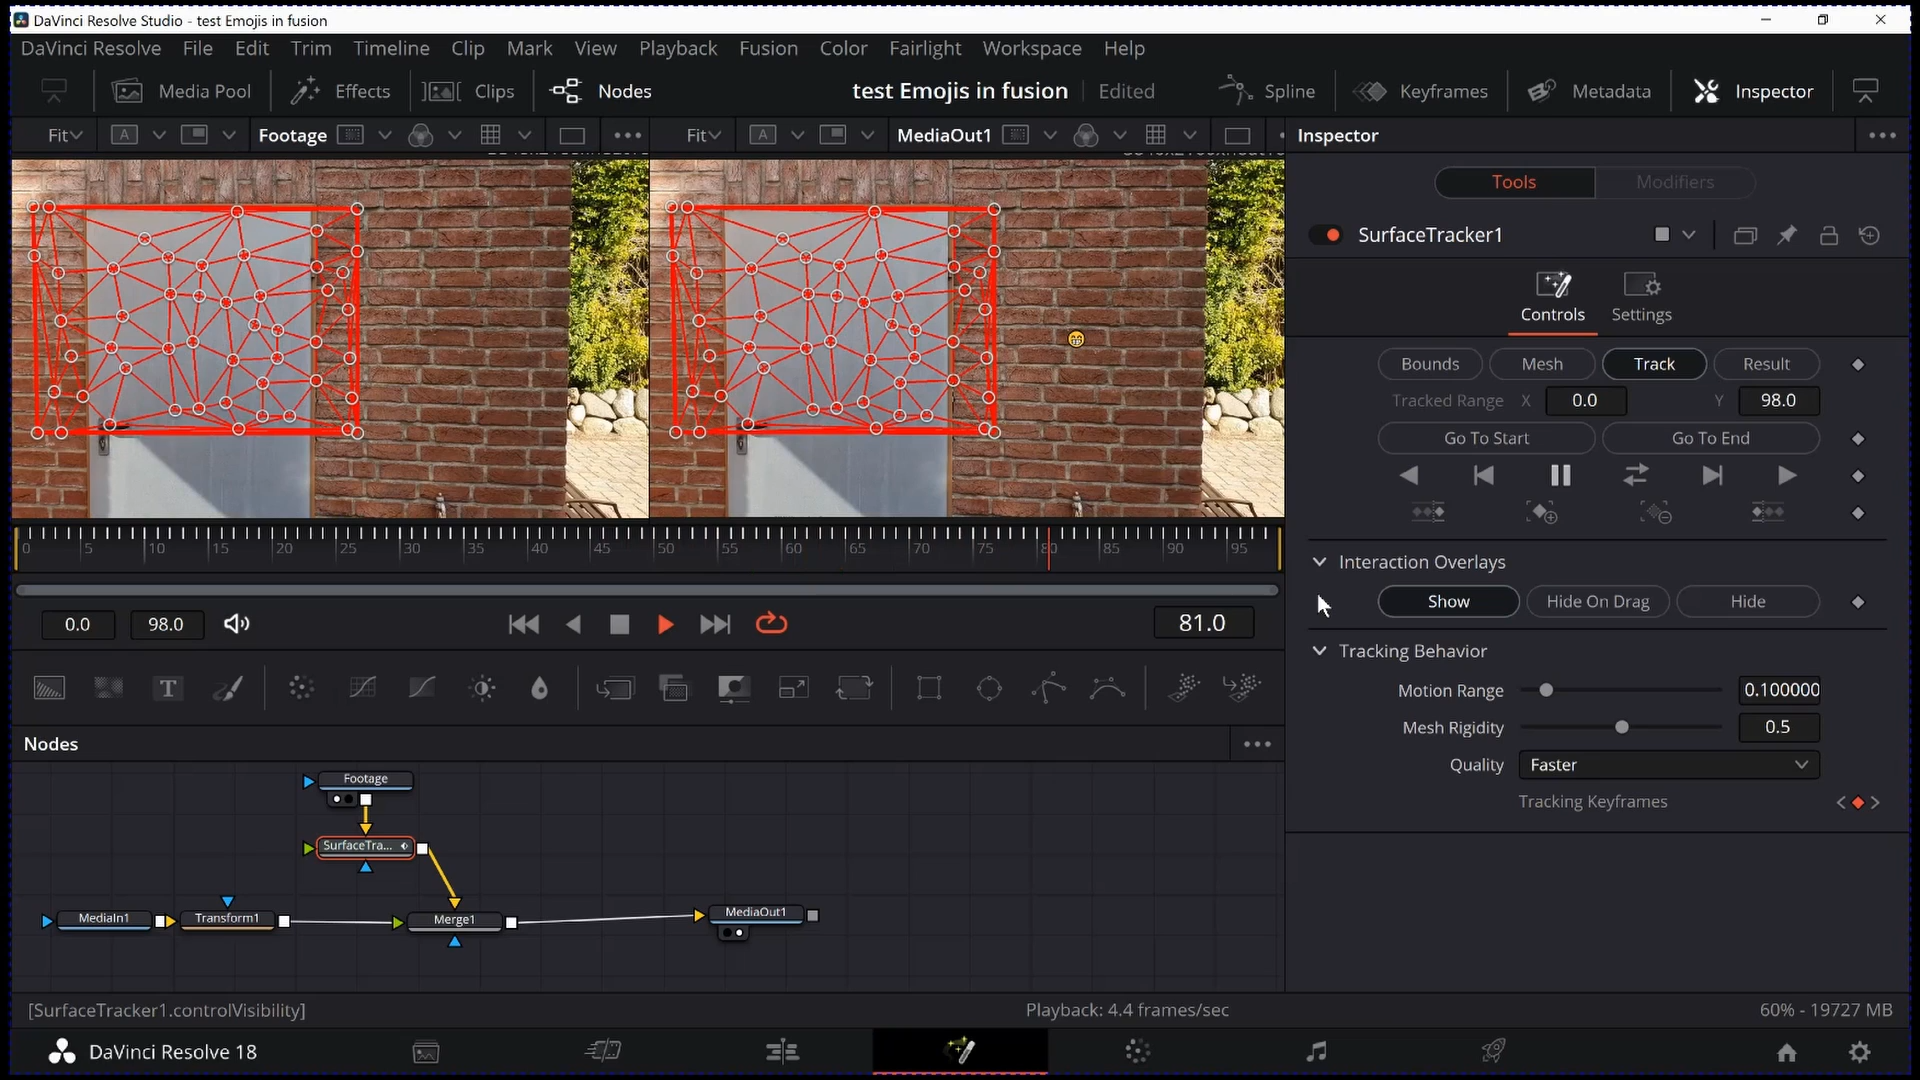 DaVinci Resolve Studio - test Emojis in fusion
DaVinci Resolve File Edit Trim Timeline Clip Mark View Playback Fusion Color Fairlight Workspace Help
Media Pool Effects Clips Nodes test Emojis in fusion Edited Spline Keyframes Metadata Inspector
Fit A Footage Fit A MediaOut1 Inspector
Tools Modifiers
SurfaceTracker1
Controls Settings
Bounds Mesh Track Result
Tracked Range X 0.0 Y 98.0
Go To Start Go To End
0 5 10 15 20 25 30 35 40 45 50 55 60 65 70 75 80 85 90 95
Interaction Overlays
Show Hide On Drag Hide
0.0 98.0 81.0
Tracking Behavior
Motion Range 0.100000
T
Mesh Rigidity 0.5
Nodes
Quality Faster
Tracking Keyframes
Footage
SurfaceTra...
MediaIn1 Transform1 Merge1 MediaOut1
[SurfaceTracker1.controlVisibility] Playback: 4.4 frames/sec 60% - 19727 MB
DaVinci Resolve 18